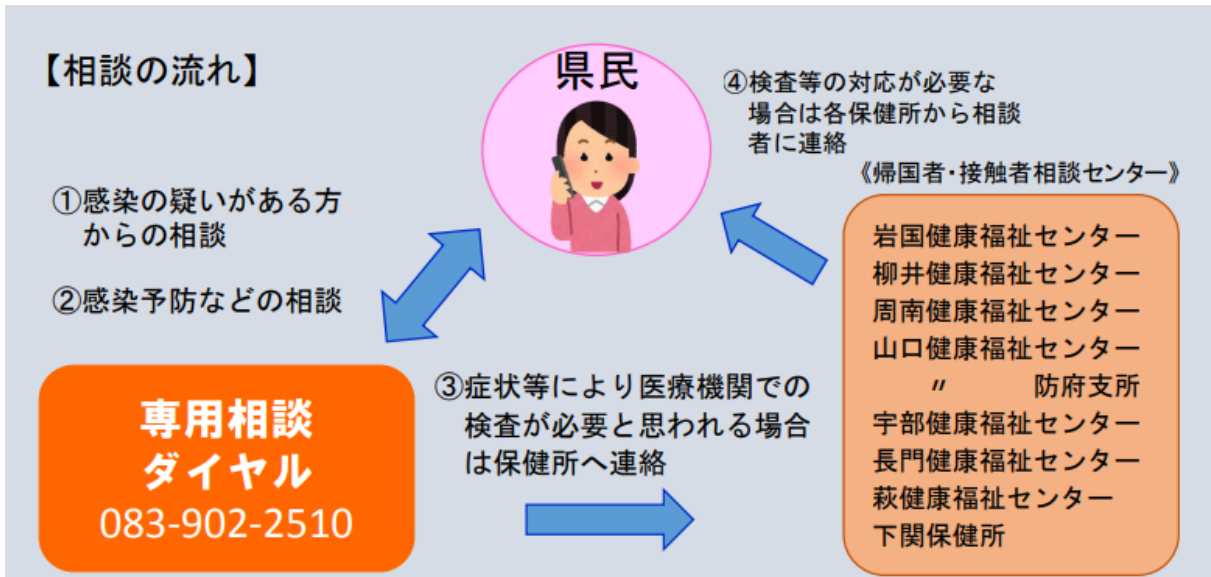 【相談の流れ】
県民
①感染の疑いがある方
からの相談
②感染予防などの相談
専用相談
ダイヤル
083-902-2510
③症状等により医療機関での
検査が必要と思われる場合
は保健所へ連絡
④検査等の対応が必要な
場合は各保健所から相談
者に連絡
《帰国者・接触者相談センター》
岩国健康福祉センター
柳井健康福祉センター
周南健康福祉センター
山口健康福祉センター
〃 防府支所
宇部健康福祉センター
長門健康福祉センター
萩健康福祉センター
下関保健所